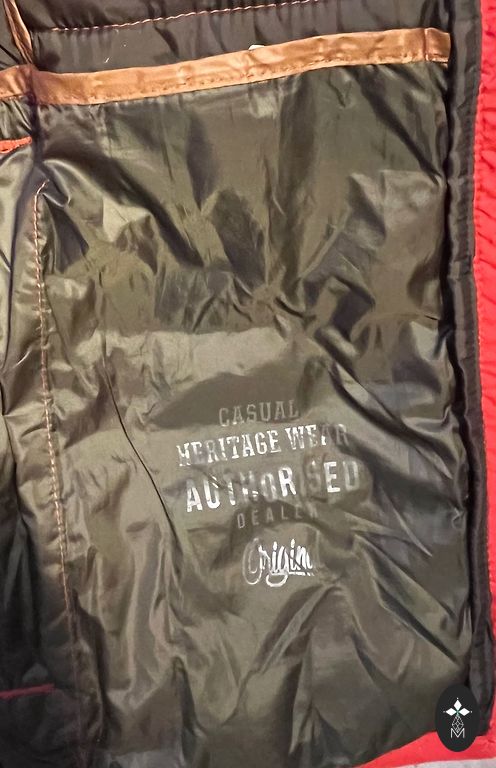 CASUAL
HERITAGE WEAR
AUTHORISED
DEALER
Origin